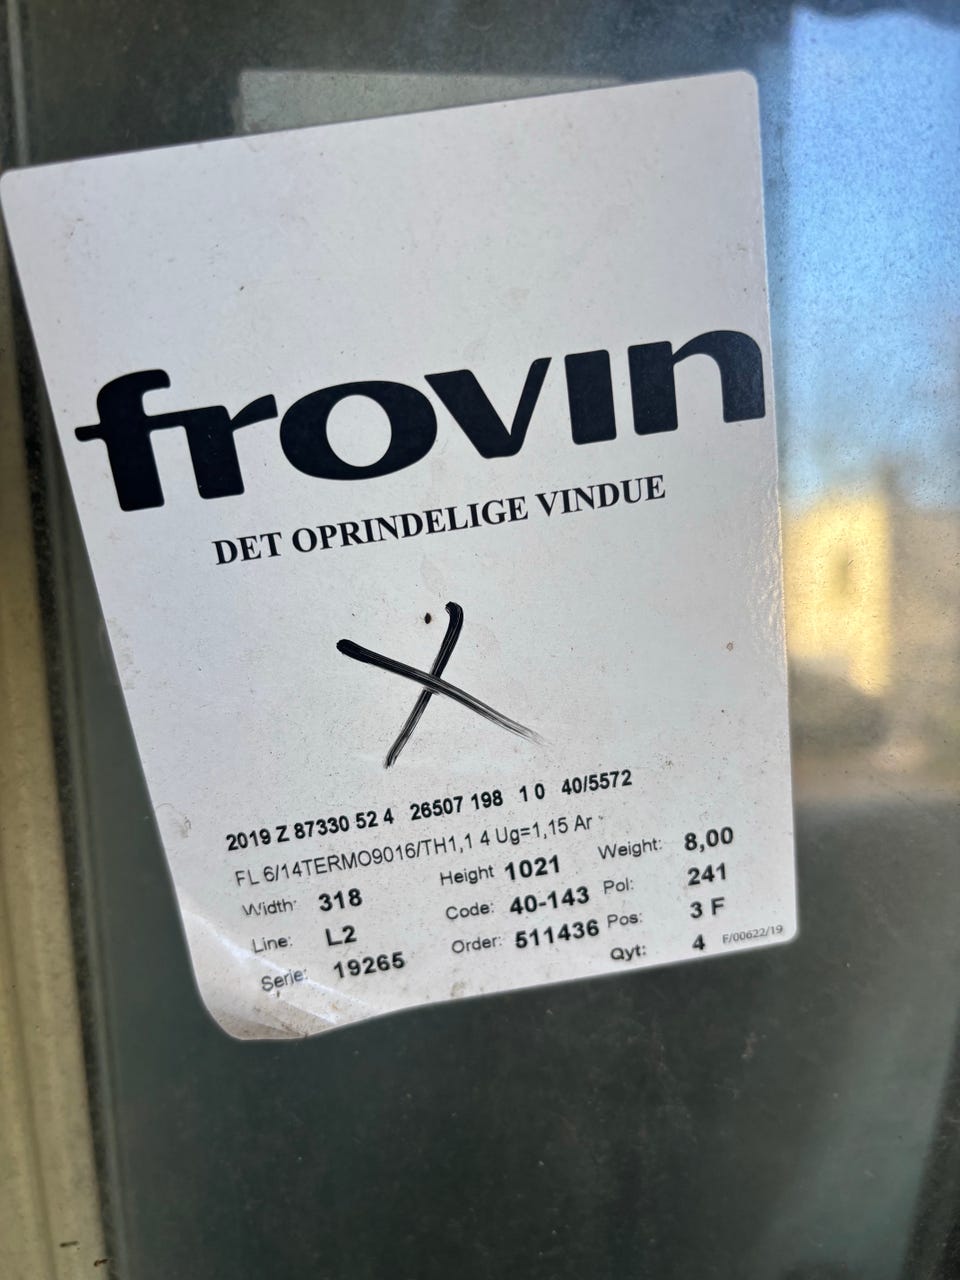 frovin
DET OPRINDELIGE VINDUE
X
2019 Z 87330 52 4 26507 198 1 0 40/5572
FL 6/14TERMO9016/TH1,1 4 Ug=1,15 Ar
Width: 318 Height 1021 Weight: 8,00
Line: L2 Code: 40-143 Pol: 241
Serie: 19265 Order: 511436 Pos: 3 F
Qyt: 4 F/00622/19